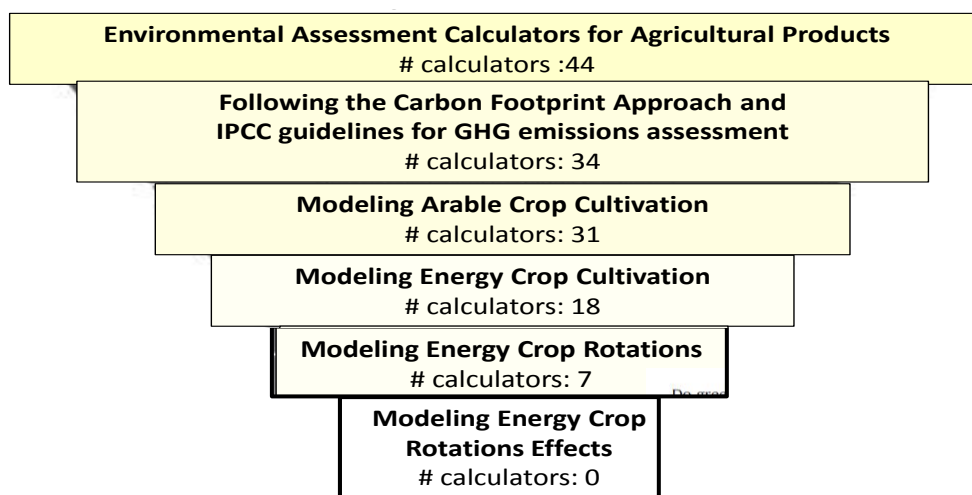 Environmental Assessment Calculators for Agricultural Products
# calculators :44
Following the Carbon Footprint Approach and
IPCC guidelines for GHG emissions assessment
# calculators: 34
Modeling Arable Crop Cultivation
# calculators: 31
Modeling Energy Crop Cultivation
# calculators: 18
Modeling Energy Crop Rotations
# calculators: 7
Modeling Energy Crop
Rotations Effects
# calculators: 0